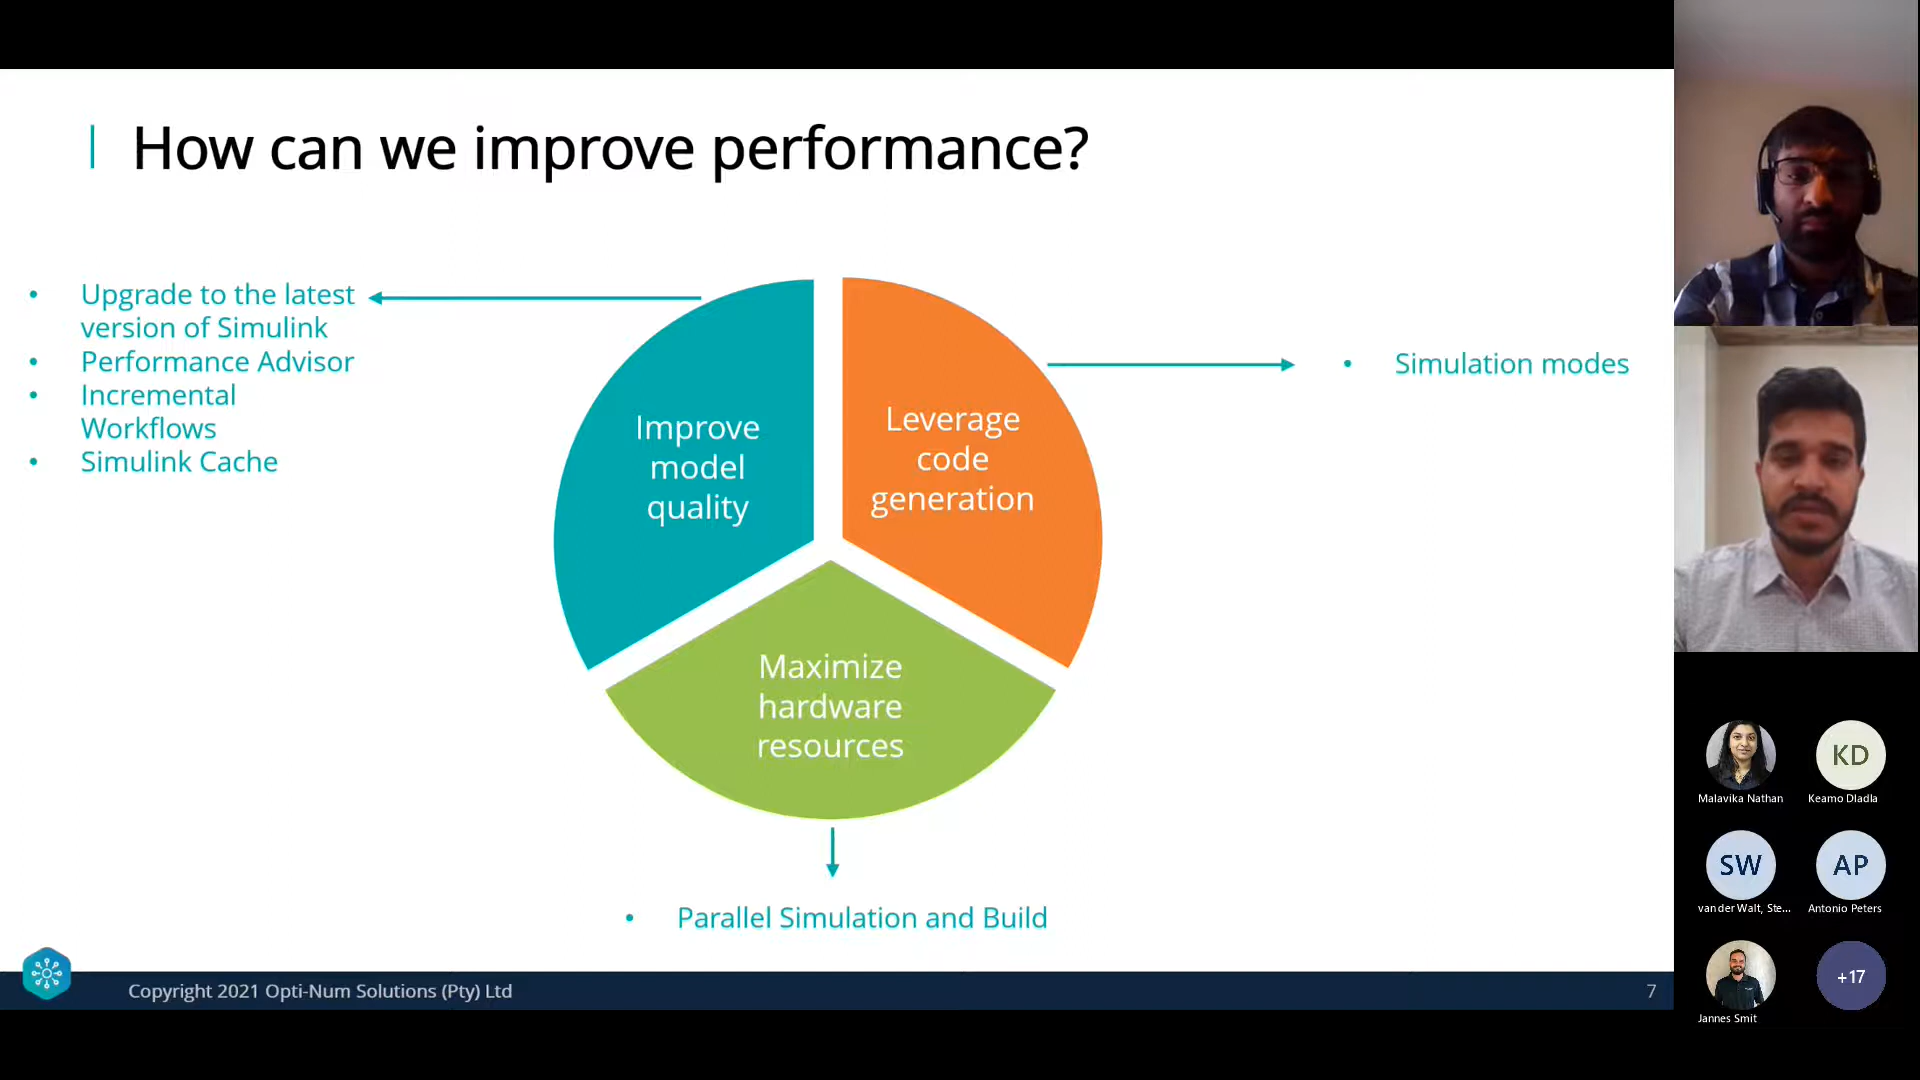 How can we improve performance?
• Upgrade to the latest
version of Simulink
• Performance Advisor
• Incremental
Workflows
• Simulink Cache
Improve
model
quality
Leverage
code
generation
• Simulation modes
Maximize
hardware
resources
• Parallel Simulation and Build
Copyright 2021 Opti-Num Solutions (Pty) Ltd
7
Malavika Nathan
KD
Keamo Dladla
SW
van der Walt, Ste...
AP
Antonio Peters
Jannes Smit
+17